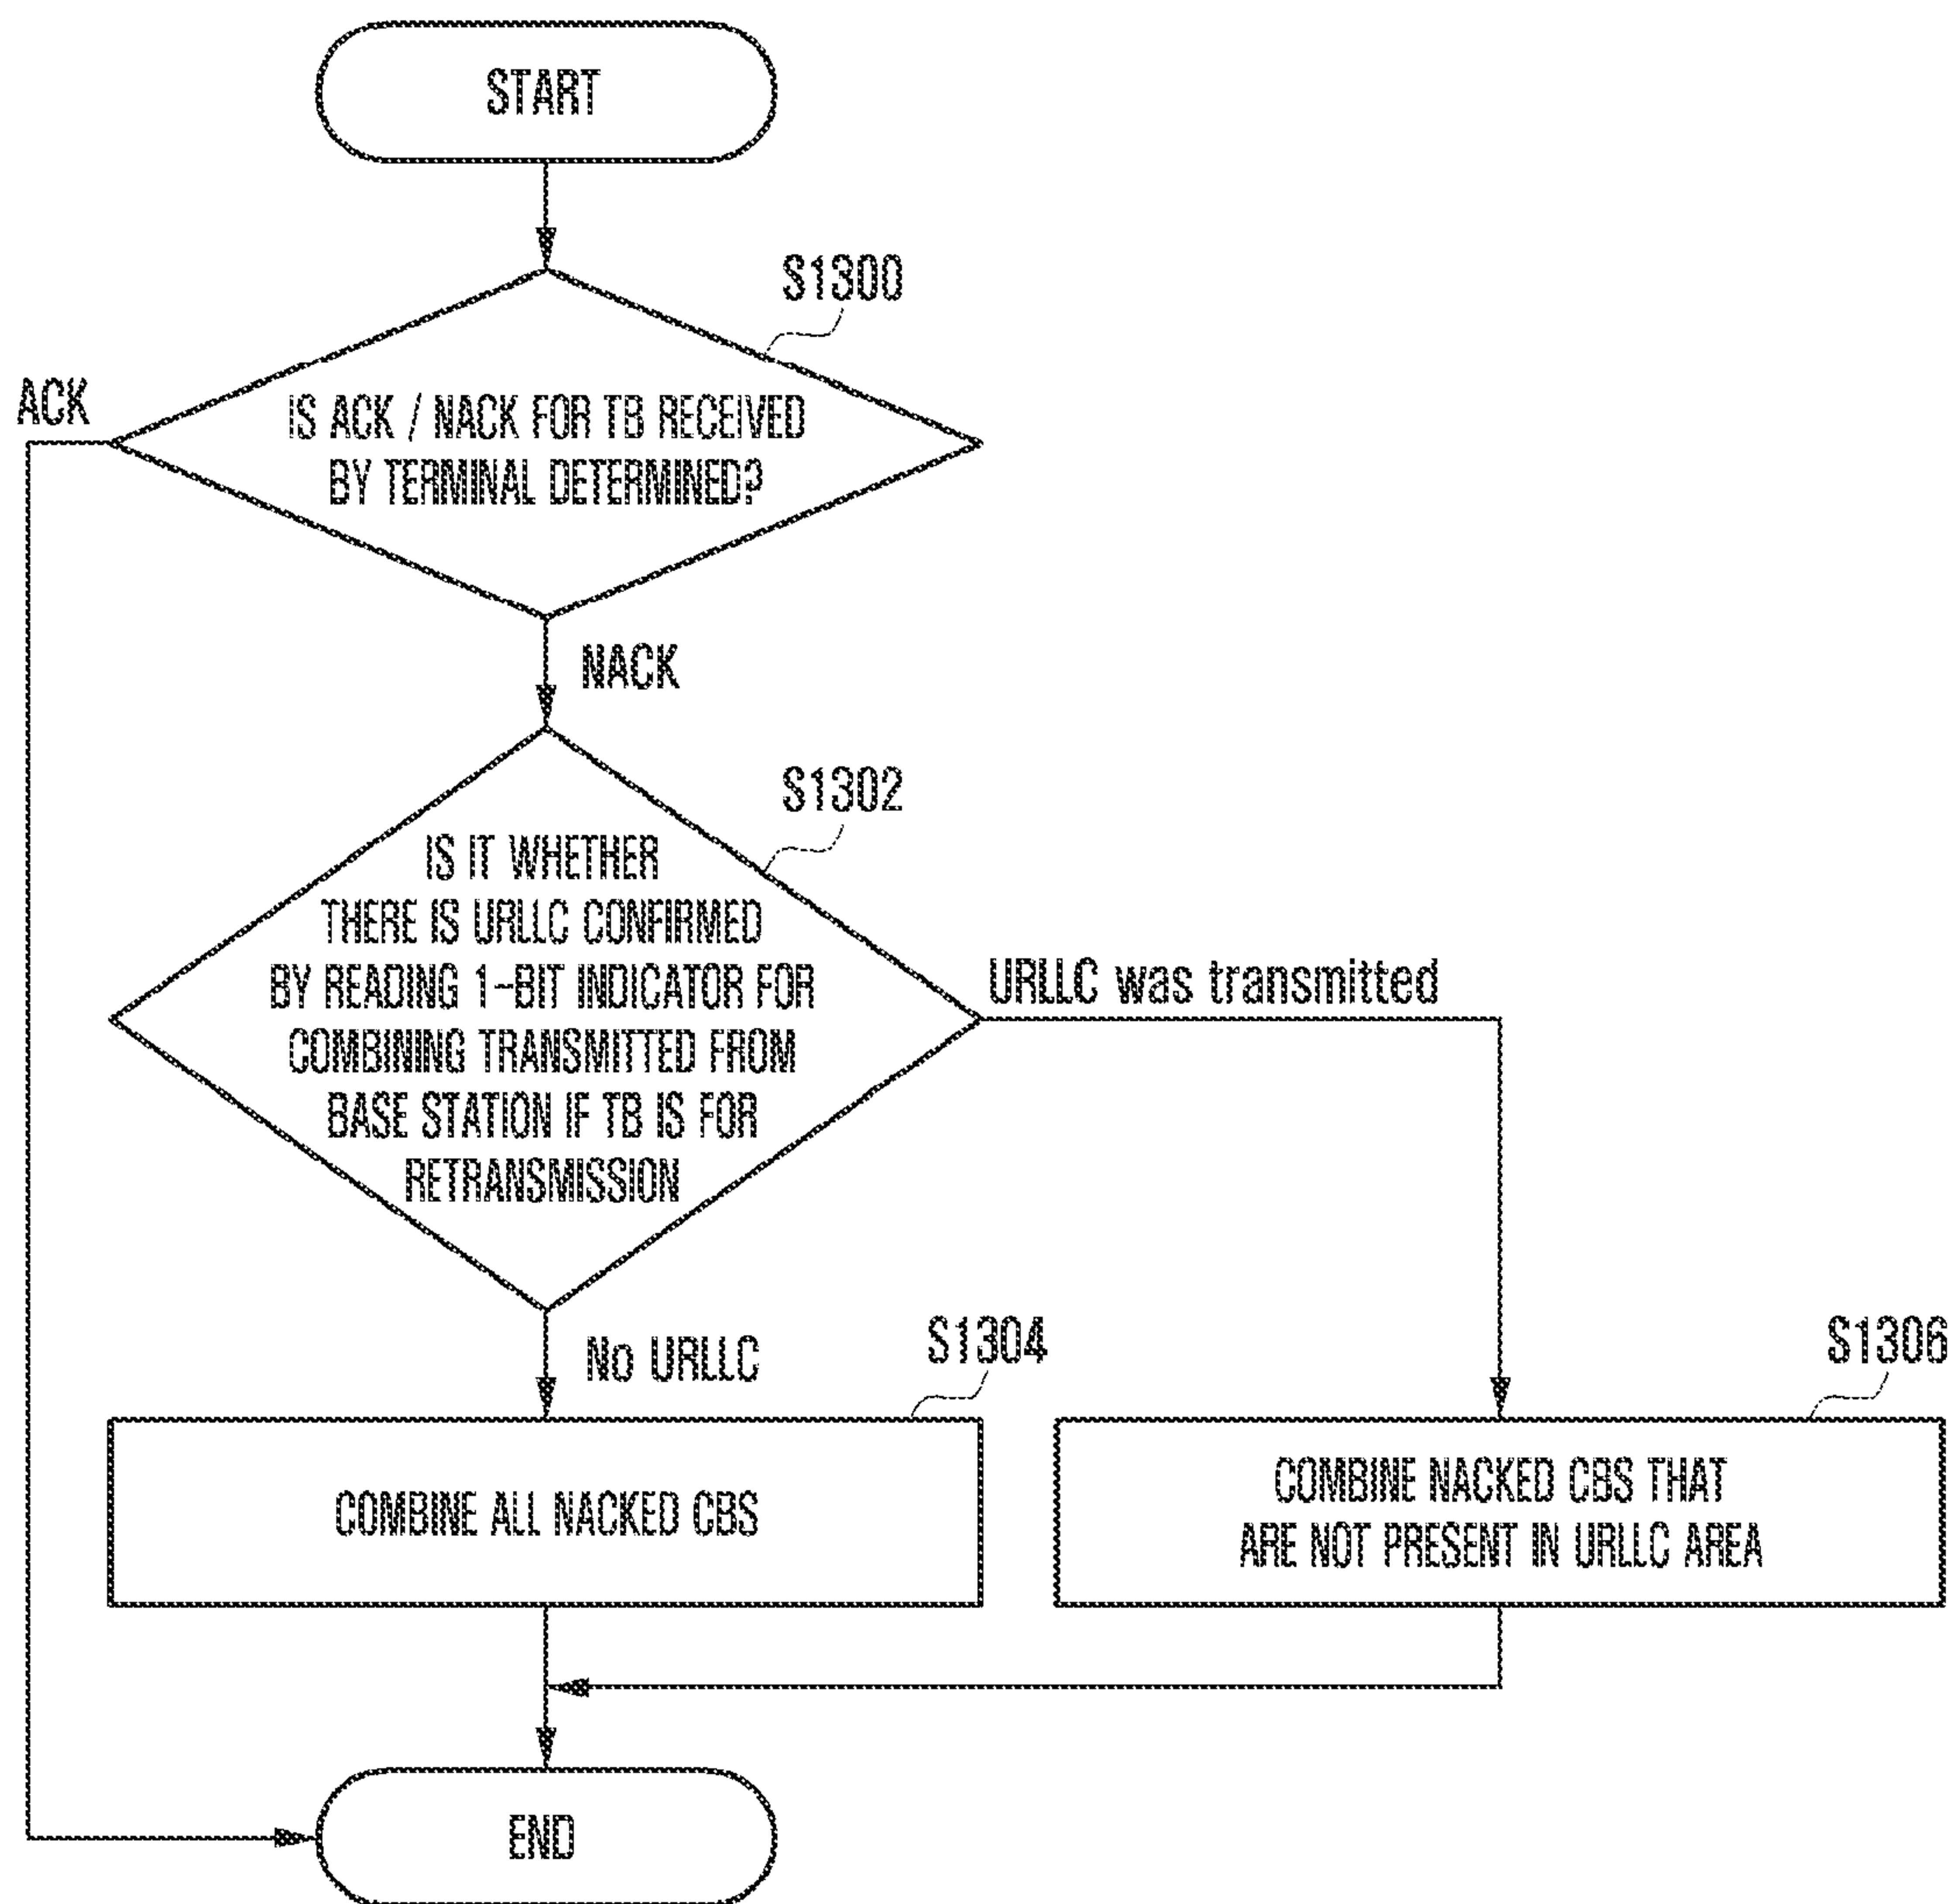 START
S1300
ACK
IS ACK / NACK FOR TB RECEIVED
BY TERMINAL DETERMINED?
NACK
S1302
IS IT WHETHER
THERE IS URLLC CONFIRMED
BY READING 1-BIT INDICATOR FOR
COMBINING TRANSMITTED FROM
BASE STATION IF TB IS FOR
RETRANSMISSION
URLLC was transmitted
No URLLC
S1304
S1306
COMBINE ALL NACKED CBS
COMBINE NACKED CBS THAT
ARE NOT PRESENT IN URLLC AREA
END